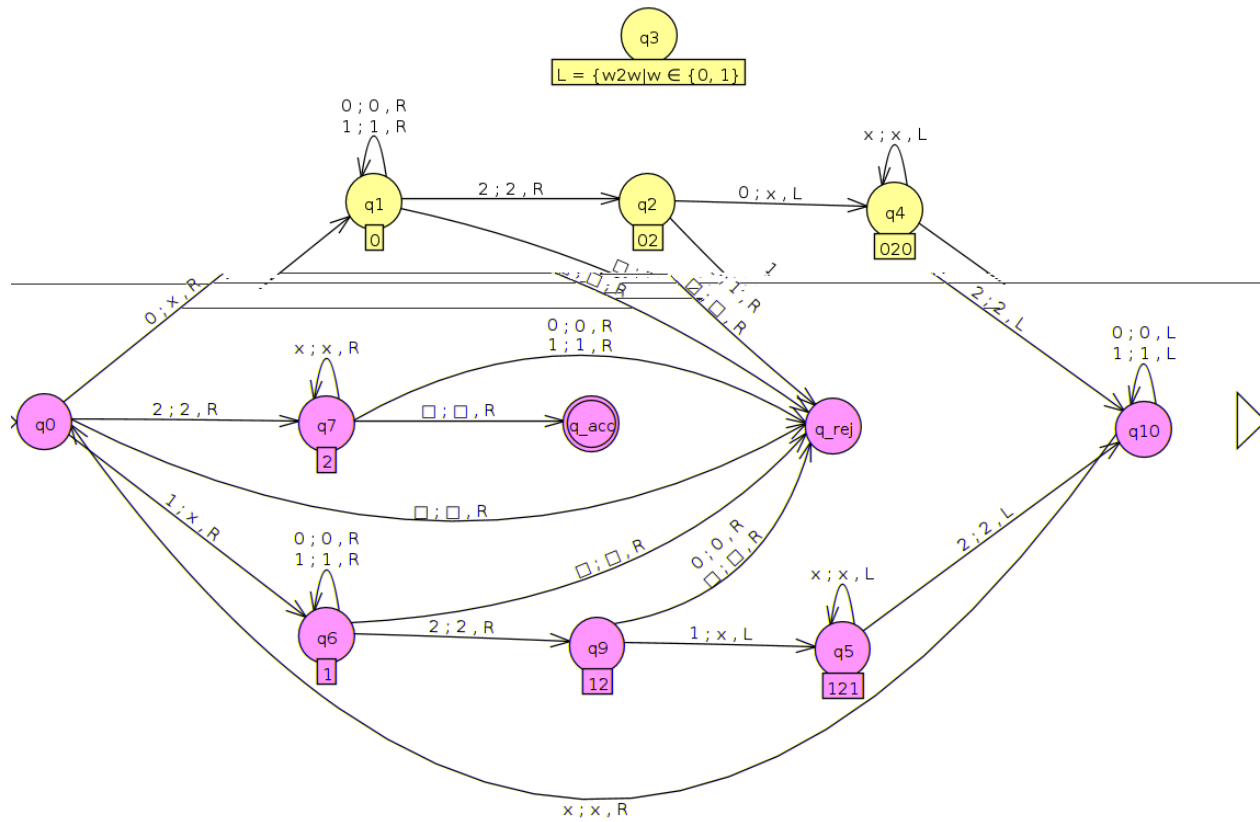 q3
L = {w2w|w ∈ {0, 1}
0 ; 0 , R
1 ; 1 , R
x ; x , L
q1
0
2 ; 2 , R
q2
02
0 ; x , L
q4
020
0 ; x , R
1
1 , R
□ ; □ , R
2 ; 2 , L
0 ; 0 , R
1 ; 1 , R
x ; x , R
0 ; 0 , L
1 ; 1 , L
q0
2 ; 2 , R
q7
2
□ ; □ , R
q_acc
q_rej
q10
□ ; □ , R
1 ; x , R
0 ; 0 , R
1 ; 1 , R
□ ; □ , R
0 ; 0 , R
□ ; □ , R
2 ; 2 , L
x ; x , L
q6
1
2 ; 2 , R
q9
12
1 ; x , L
q5
121
x ; x , R